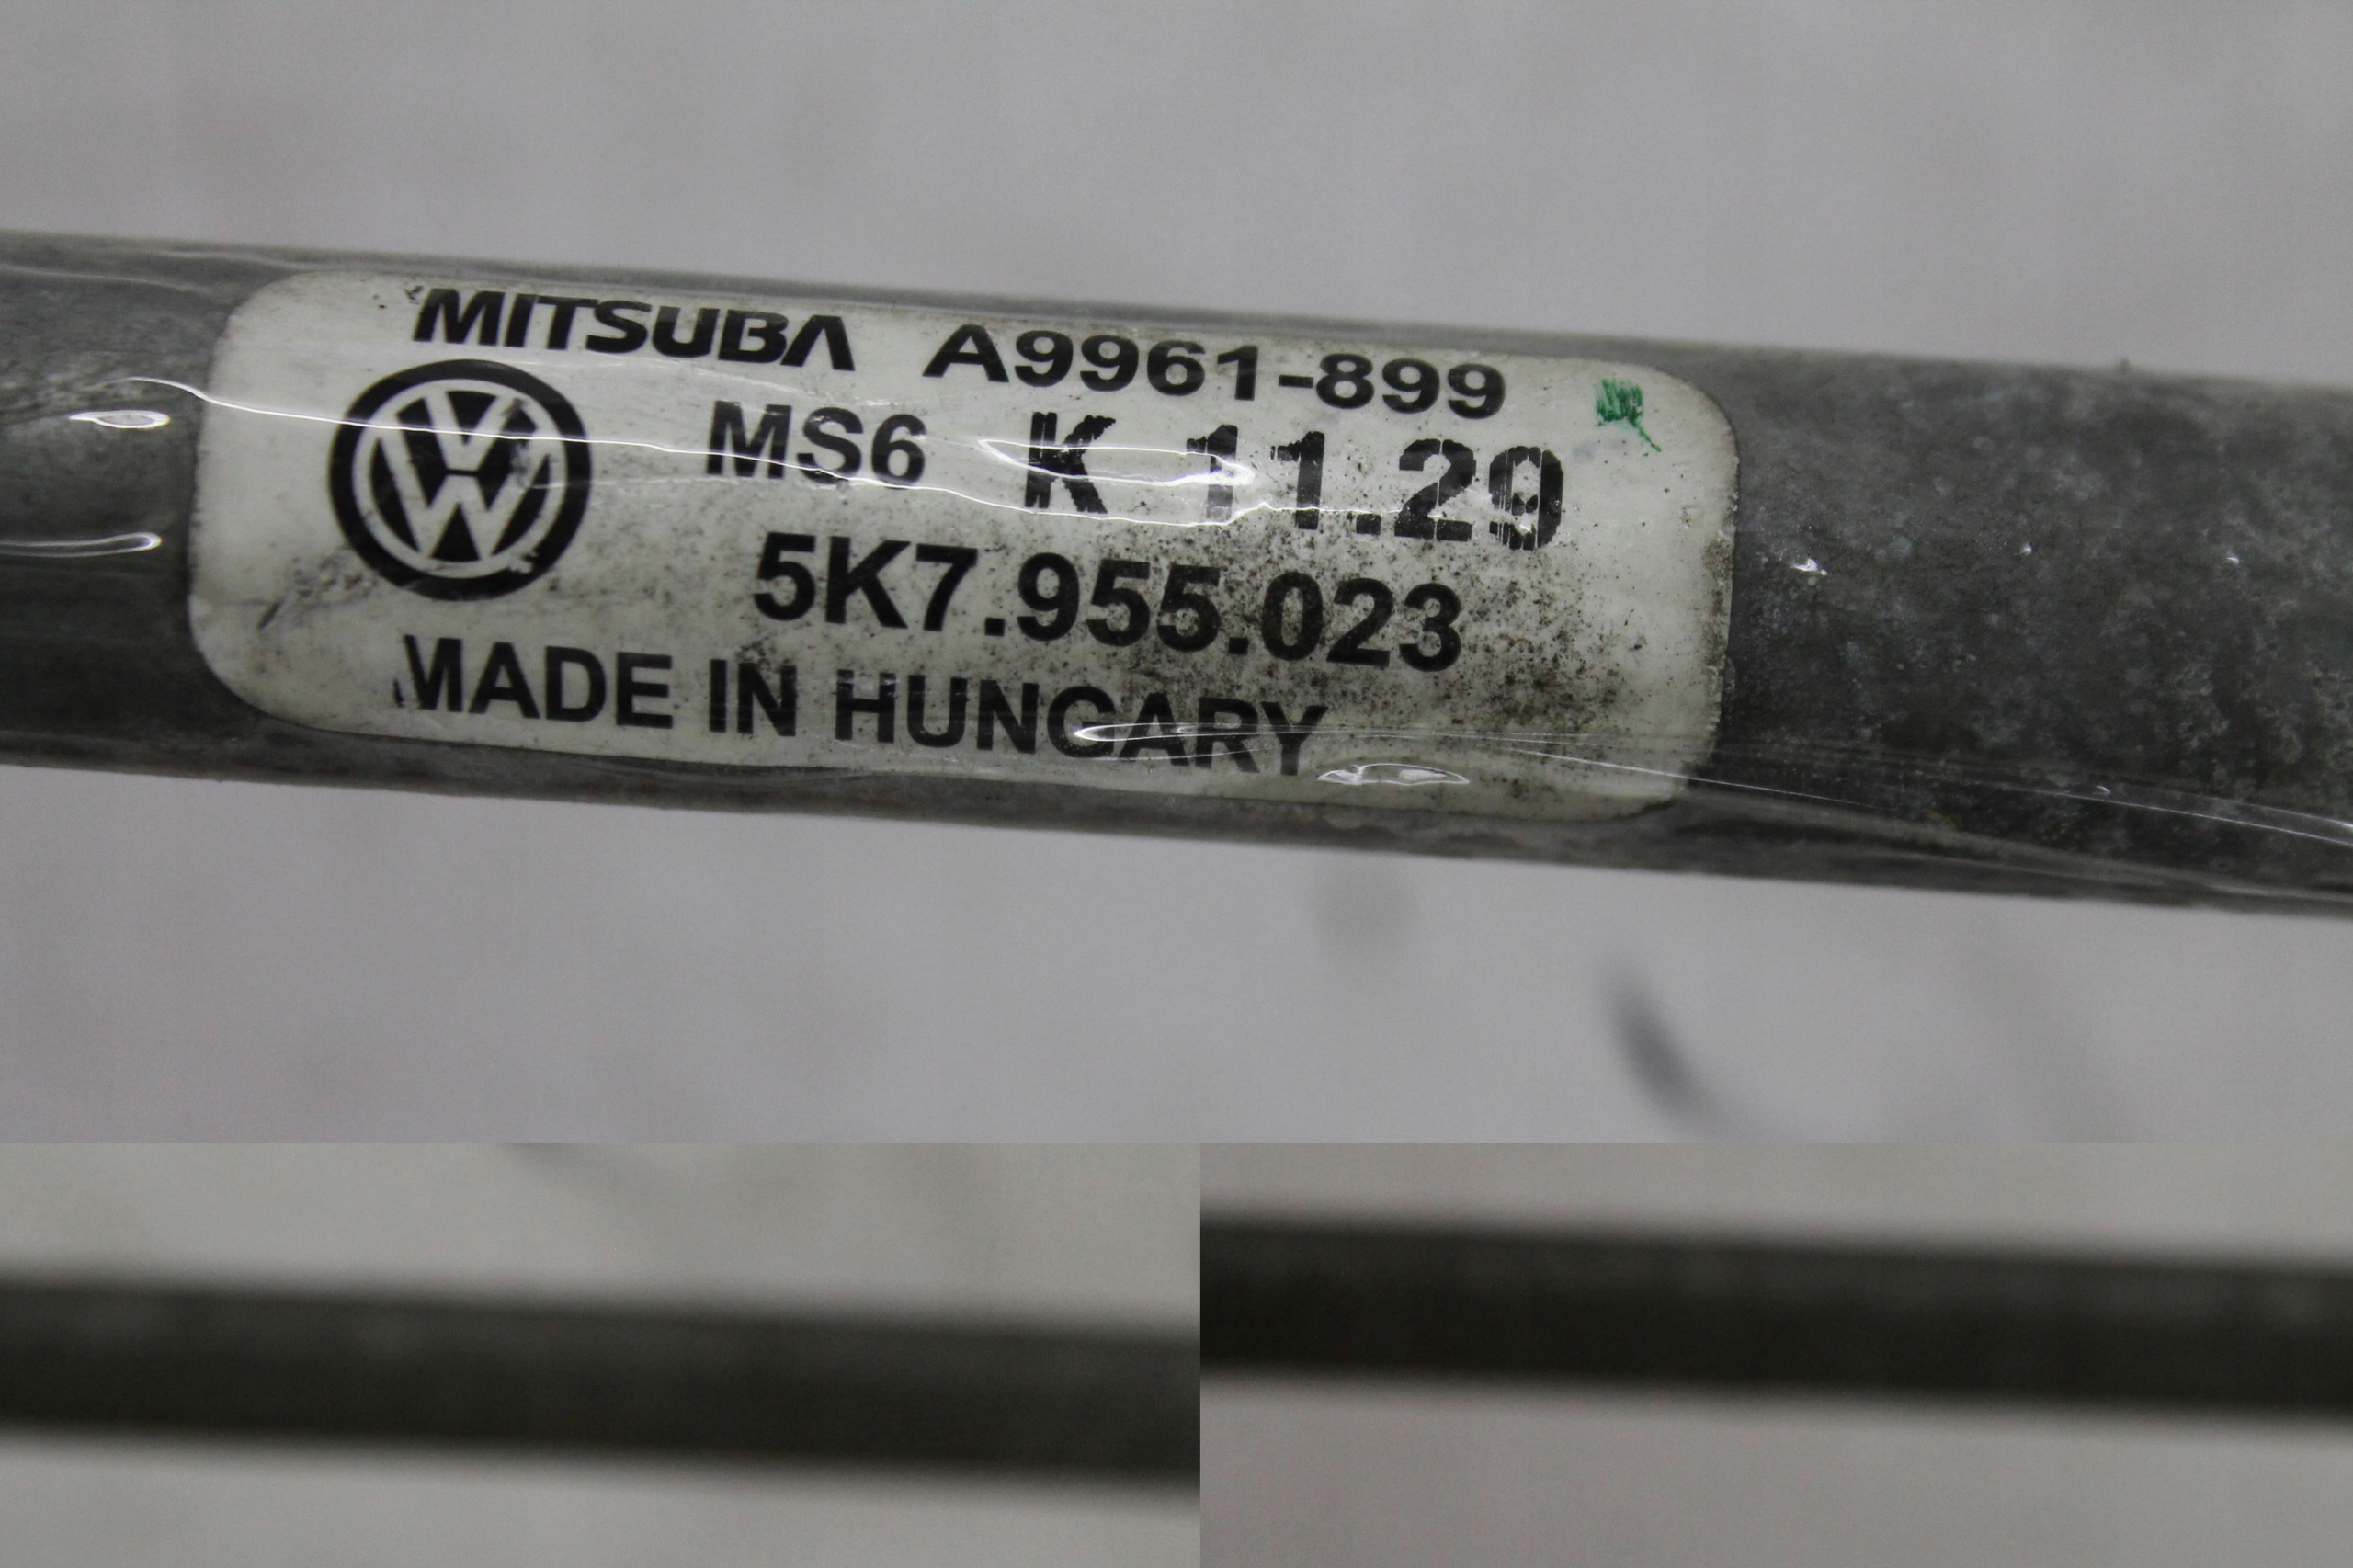 MITSUBA A9961-899
MS6 K 11.29
5K7.955.023
MADE IN HUNGARY